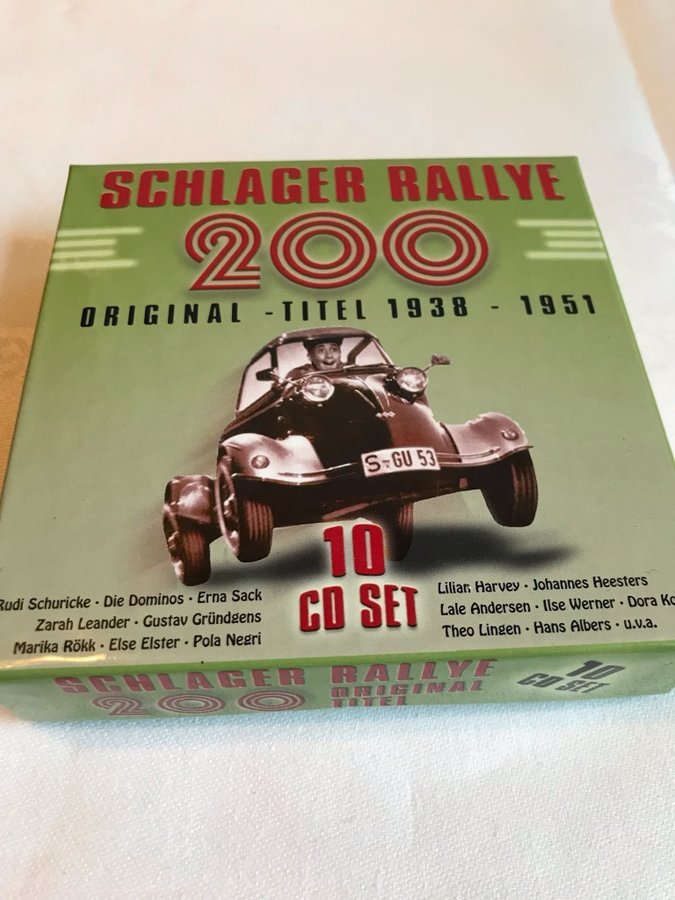 SCHLAGER RALLYE
200
ORIGINAL -TITEL 1938 - 1951
S-GU 53
10
CD SET
Rudi Schuricke · Die Dominos · Erna Sack
Zarah Leander · Gustav Gründgens
Marika Rökk · Else Elster · Pola Negri
Lilian Harvey · Johannes Heesters
Lale Andersen · Ilse Werner · Dora Ko
Theo Lingen · Hans Albers · u.v.a.
SCHLAGER RALLYE
200 ORIGINAL
TITEL
10
CD SET